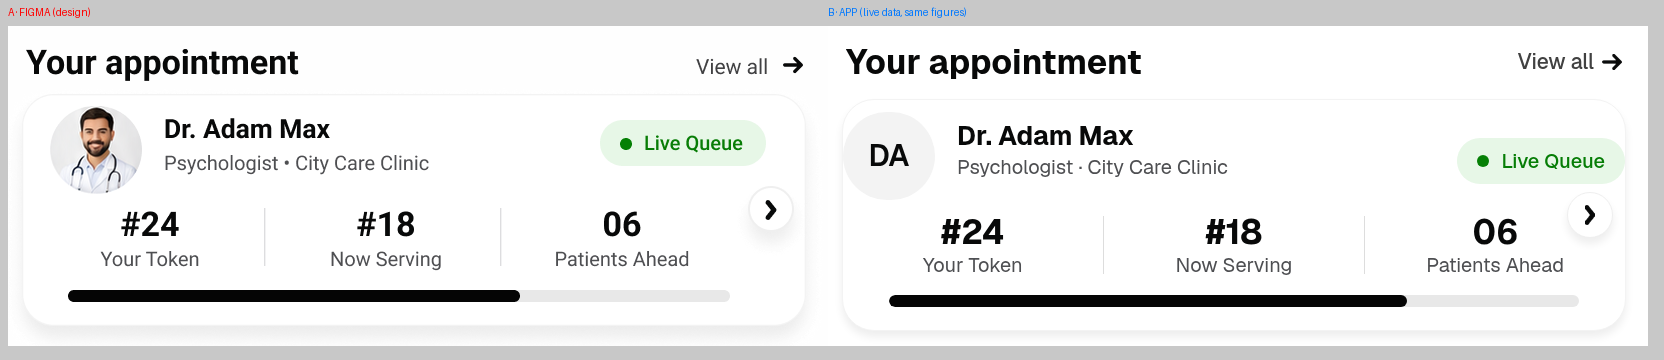 A · FIGMA (design)
Your appointment
View all →
Dr. Adam Max
Psychologist • City Care Clinic
Live Queue
#24
Your Token
#18
Now Serving
06
Patients Ahead
B · APP (live data, same figures)
Your appointment
View all →
DA
Dr. Adam Max
Psychologist · City Care Clinic
Live Queue
#24
Your Token
#18
Now Serving
06
Patients Ahead